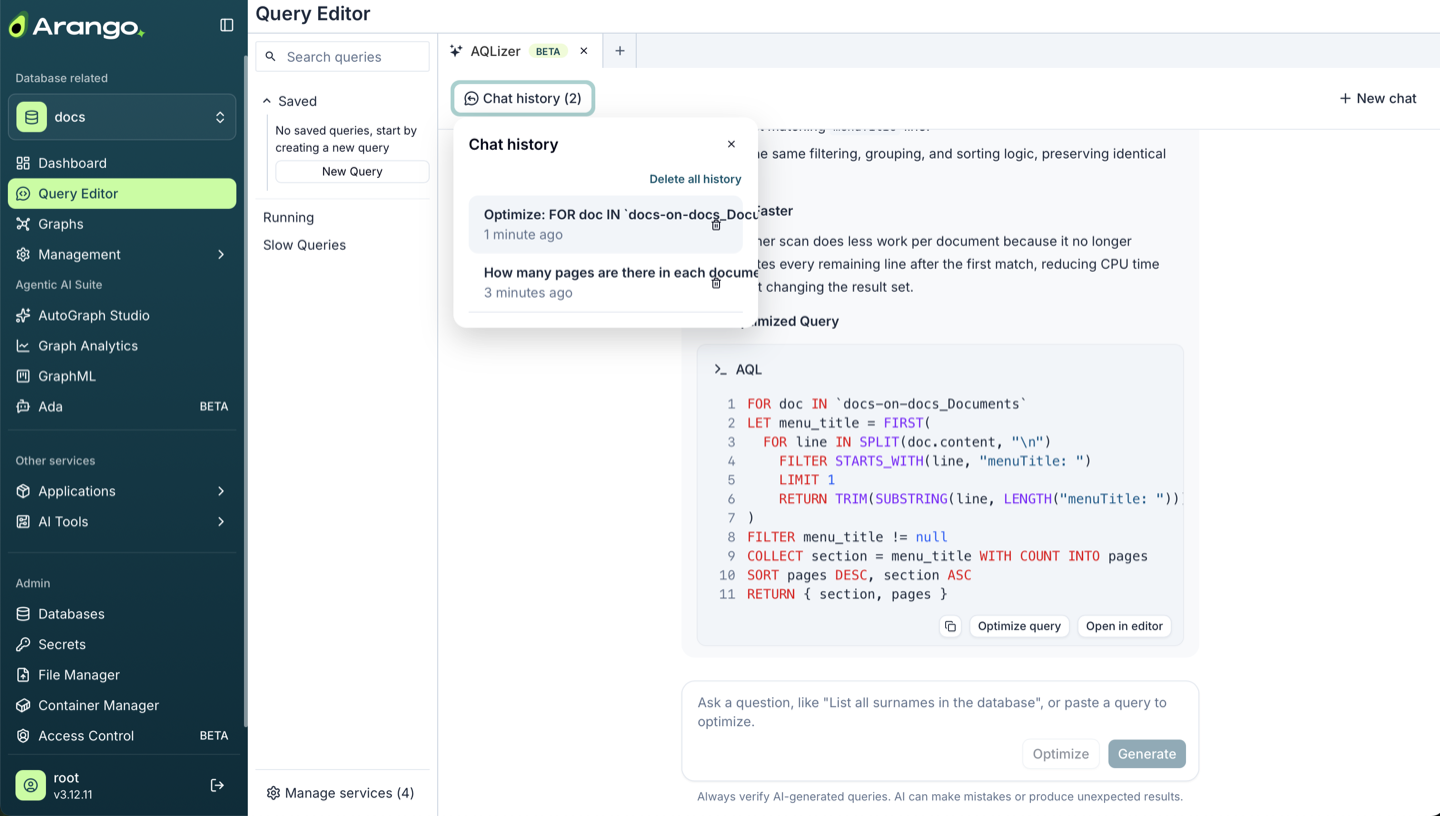 Arango
Database related
docs
Dashboard
Query Editor
Graphs
Management
Agentic AI Suite
AutoGraph Studio
Graph Analytics
GraphML
Ada
BETA
Other services
Applications
AI Tools
Admin
Databases
Secrets
File Manager
Container Manager
Access Control
BETA
root
v3.12.11
Query Editor
Search queries
Saved
No saved queries, start by
creating a new query
New Query
Running
Slow Queries
Manage services (4)
AQLizer BETA
Chat history (2)
New chat
Chat history
Delete all history
Optimize: FOR doc IN `docs-on-docs_Docu
1 minute ago
How many pages are there in each docume
3 minutes ago
same filtering, grouping, and sorting logic, preserving identical
Faster
scan does less work per document because it no longer
every remaining line after the first match, reducing CPU time
changing the result set.
Query
>_ AQL
1 FOR doc IN `docs-on-docs_Documents`
2 LET menu_title = FIRST(
3 FOR line IN SPLIT(doc.content, "\n")
4 FILTER STARTS_WITH(line, "menuTitle: ")
5 LIMIT 1
6 RETURN TRIM(SUBSTRING(line, LENGTH("menuTitle: "))
7 )
8 FILTER menu_title != null
9 COLLECT section = menu_title WITH COUNT INTO pages
10 SORT pages DESC, section ASC
11 RETURN { section, pages }
Optimize query
Open in editor
Ask a question, like "List all surnames in the database", or paste a query to
optimize.
Optimize
Generate
Always verify AI-generated queries. AI can make mistakes or produce unexpected results.